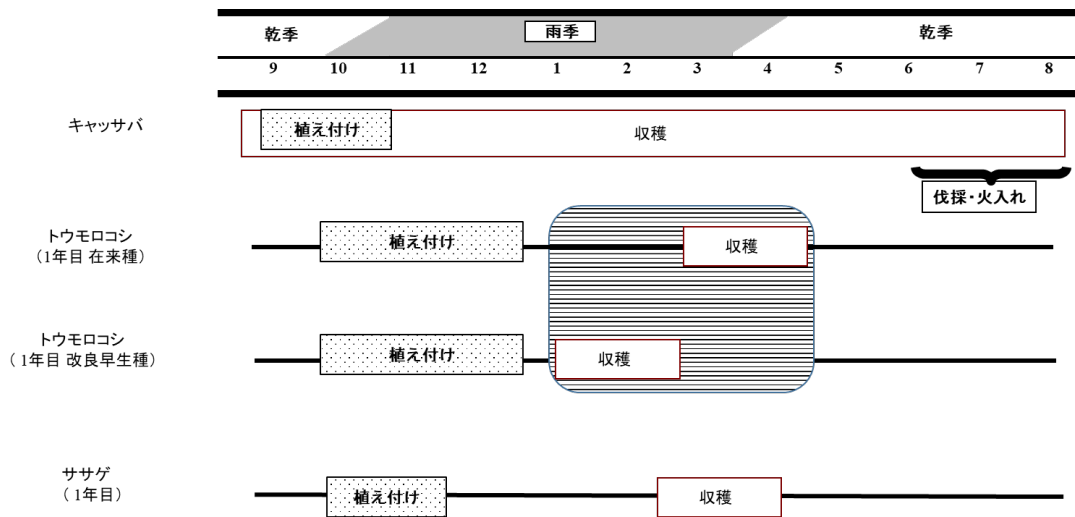 乾季 雨季 乾季
9 10 11 12 1 2 3 4 5 6 7 8
キャッサバ
植え付け 収穫
伐採・火入れ
トウモロコシ
(1年目 在来種)
植え付け 収穫
トウモロコシ
( 1年目 改良早生種)
植え付け 収穫
ササゲ
( 1年目)
植え付け 収穫